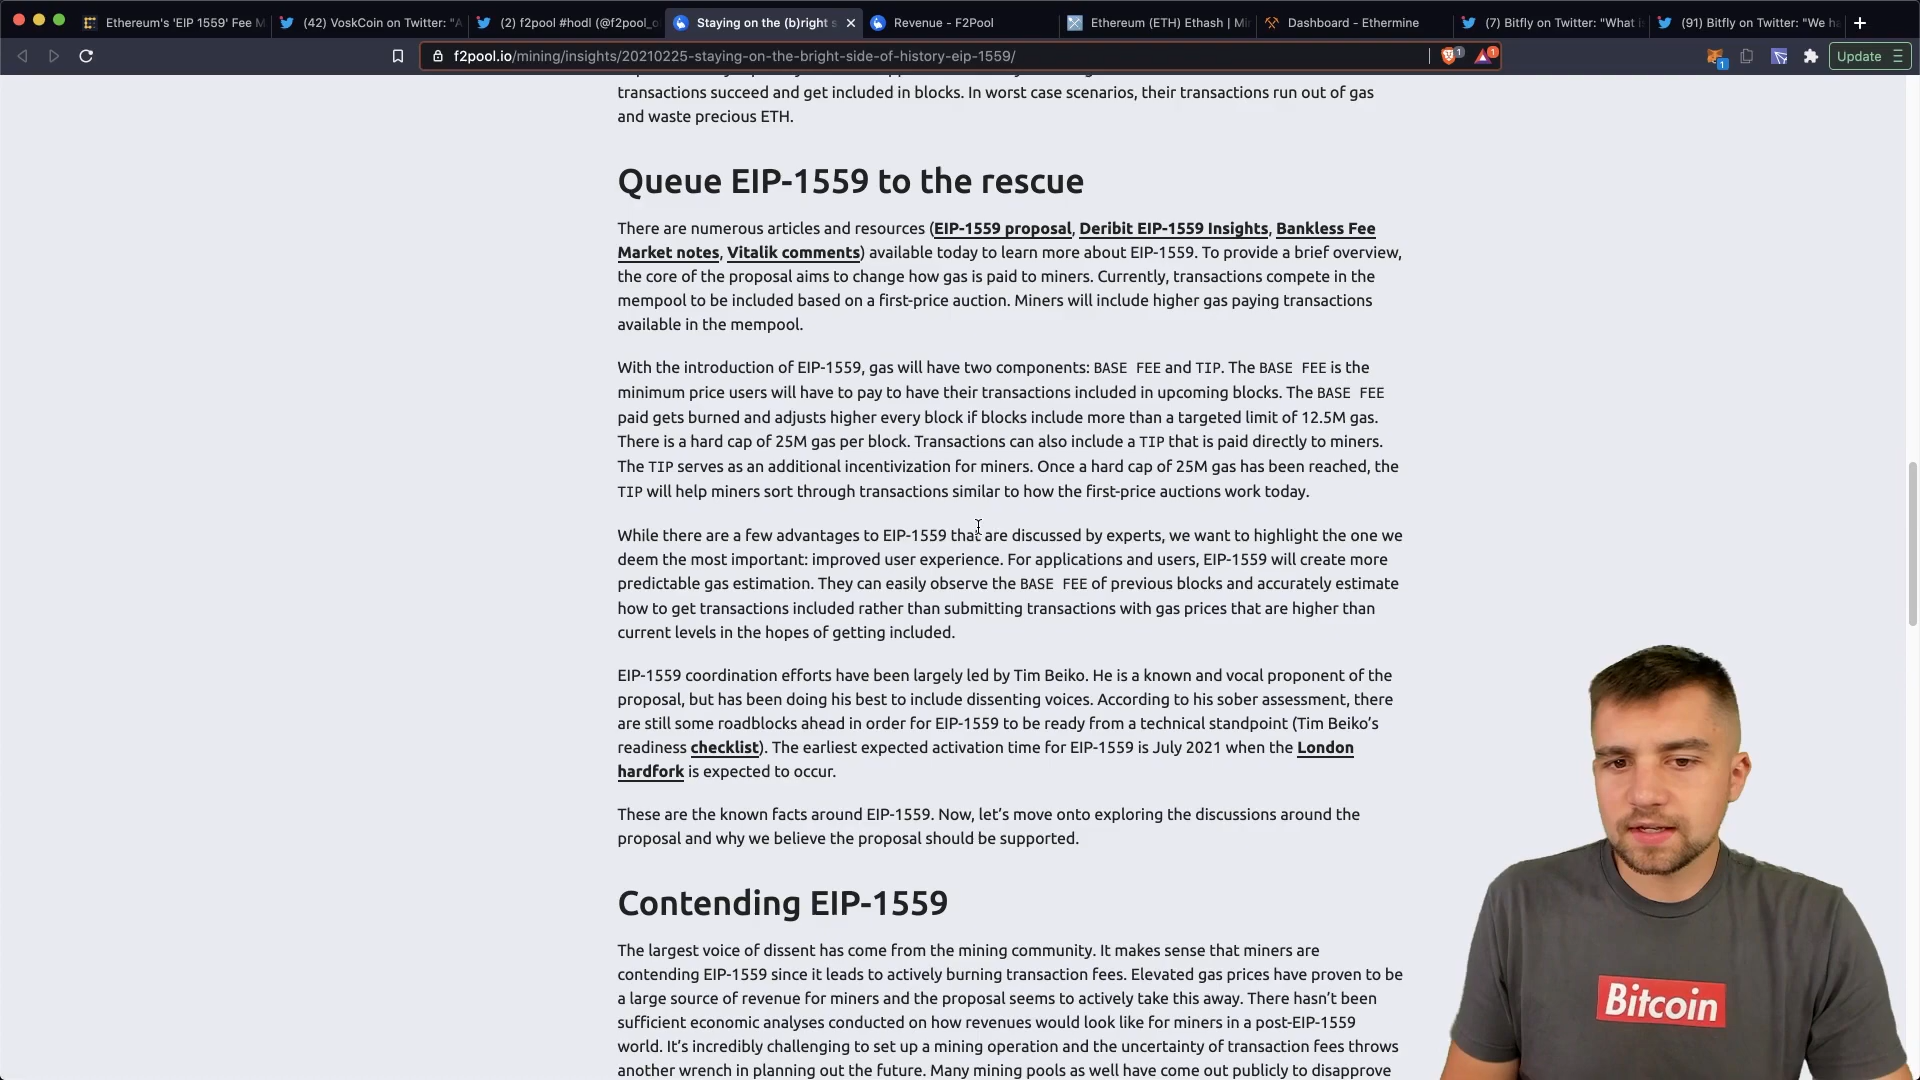 Ethereum's 'EIP 1559' Fee M
(42) VoskCoin on Twitter: "A
(2) f2pool #hodl (@f2pool_o
Staying on the (b)right s
Revenue - F2Pool
Ethereum (ETH) Ethash | Mi
Dashboard - Ethermine
(7) Bitfly on Twitter: "What i
(91) Bitfly on Twitter: "We ha
f2pool.io/mining/insights/20210225-staying-on-the-bright-side-of-history-eip-1559/
1
1
1
Update
transactions succeed and get included in blocks. In worst case scenarios, their transactions run out of gas
and waste precious ETH.
Queue EIP-1559 to the rescue
There are numerous articles and resources (EIP-1559 proposal, Deribit EIP-1559 Insights, Bankless Fee
Market notes, Vitalik comments) available today to learn more about EIP-1559. To provide a brief overview,
the core of the proposal aims to change how gas is paid to miners. Currently, transactions compete in the
mempool to be included based on a first-price auction. Miners will include higher gas paying transactions
available in the mempool.
With the introduction of EIP-1559, gas will have two components: BASE FEE and TIP. The BASE FEE is the
minimum price users will have to pay to have their transactions included in upcoming blocks. The BASE FEE
paid gets burned and adjusts higher every block if blocks include more than a targeted limit of 12.5M gas.
There is a hard cap of 25M gas per block. Transactions can also include a TIP that is paid directly to miners.
The TIP serves as an additional incentivization for miners. Once a hard cap of 25M gas has been reached, the
TIP will help miners sort through transactions similar to how the first-price auctions work today.
While there are a few advantages to EIP-1559 that are discussed by experts, we want to highlight the one we
deem the most important: improved user experience. For applications and users, EIP-1559 will create more
predictable gas estimation. They can easily observe the BASE FEE of previous blocks and accurately estimate
how to get transactions included rather than submitting transactions with gas prices that are higher than
current levels in the hopes of getting included.
EIP-1559 coordination efforts have been largely led by Tim Beiko. He is a known and vocal proponent of the
proposal, but has been doing his best to include dissenting voices. According to his sober assessment, there
are still some roadblocks ahead in order for EIP-1559 to be ready from a technical standpoint (Tim Beiko's
readiness checklist). The earliest expected activation time for EIP-1559 is July 2021 when the London
hardfork is expected to occur.
These are the known facts around EIP-1559. Now, let's move onto exploring the discussions around the
proposal and why we believe the proposal should be supported.
Contending EIP-1559
The largest voice of dissent has come from the mining community. It makes sense that miners are
contending EIP-1559 since it leads to actively burning transaction fees. Elevated gas prices have proven to be
a large source of revenue for miners and the proposal seems to actively take this away. There hasn't been
sufficient economic analyses conducted on how revenues would look like for miners in a post-EIP-1559
world. It's incredibly challenging to set up a mining operation and the uncertainty of transaction fees throws
another wrench in planning out the future. Many mining pools as well have come out publicly to disapprove
Bitcoin